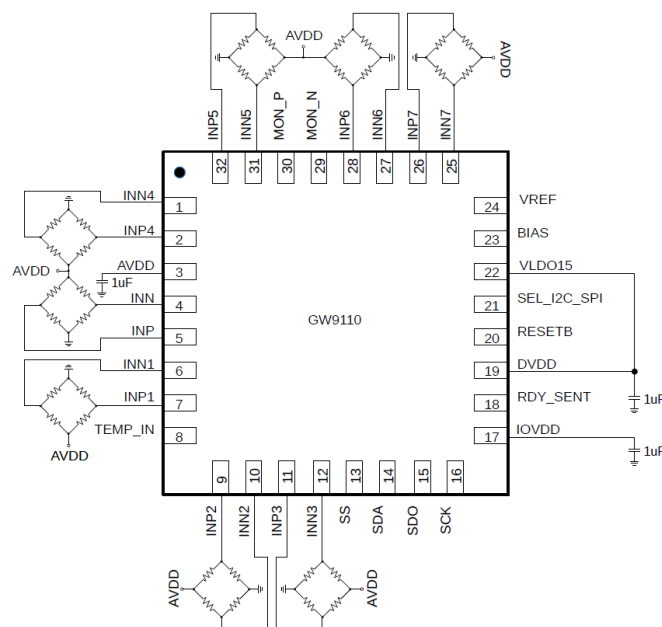 AVDD
AVDD
INP5
INN5
MON_P
MON_N
INP6
INN6
INP7
INN7
32
31
30
29
28
27
26
25
INN4
1
24
VREF
INP4
2
23
BIAS
AVDD
AVDD
3
22
VLDO15
1uF
INN
4
21
SEL_I2C_SPI
GW9110
INP
5
20
RESETB
INN1
6
19
DVDD
INP1
7
18
RDY_SENT
1uF
TEMP_IN
8
17
IOVDD
AVDD
1uF
9
10
11
12
13
14
15
16
INP2
INN2
INP3
INN3
SS
SDA
SDO
SCK
AVDD
AVDD